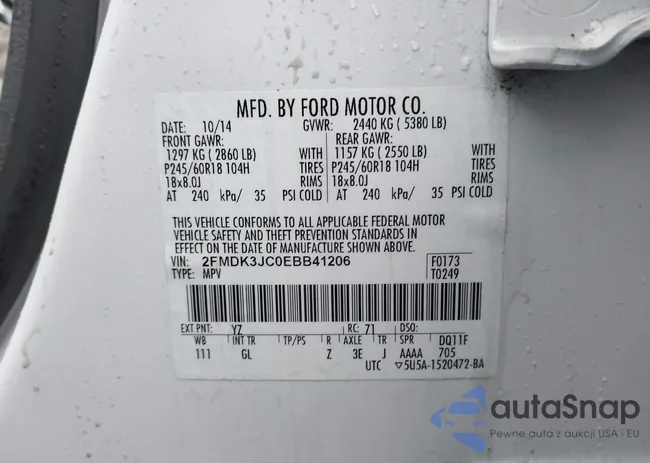 MFD. BY FORD MOTOR CO.
DATE: 10/14 GVWR: 2440 KG ( 5380 LB)
FRONT GAWR: REAR GAWR:
1297 KG ( 2860 LB) WITH 1157 KG ( 2550 LB) WITH
P245/60R18 104H TIRES P245/60R18 104H TIRES
18x8.0J RIMS 18x8.0J RIMS
AT 240 kPa/ 35 PSI COLD AT 240 kPa/ 35 PSI COLD
THIS VEHICLE CONFORMS TO ALL APPLICABLE FEDERAL MOTOR
VEHICLE SAFETY AND THEFT PREVENTION STANDARDS IN
EFFECT ON THE DATE OF MANUFACTURE SHOWN ABOVE.
VIN: 2FMDK3JC0EBB41206 F0173
TYPE: MPV T0249
EXT PNT: YZ RC: 71 DSO:
WB INT TR TP/PS R AXLE TR SPR DQ11F
111 GL Z 3E J AAAA 705
UTC ▽5U5A-1520472-BA
autaSnap
Pewne auta z aukcji USA i EU